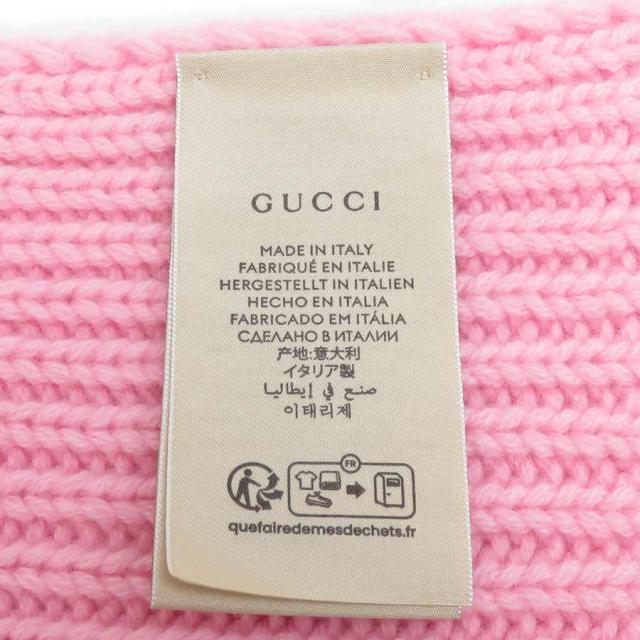 GUCCI
MADE IN ITALY
FABRIQUÉ EN ITALIE
HERGESTELLT IN ITALIEN
HECHO EN ITALIA
FABRICADO EM ITÁLIA
СДЕЛАНО В ИТАЛИИ
产地:意大利
イタリア製
صنع في إيطاليا
이태리제
FR
quefairedemesdechets.fr